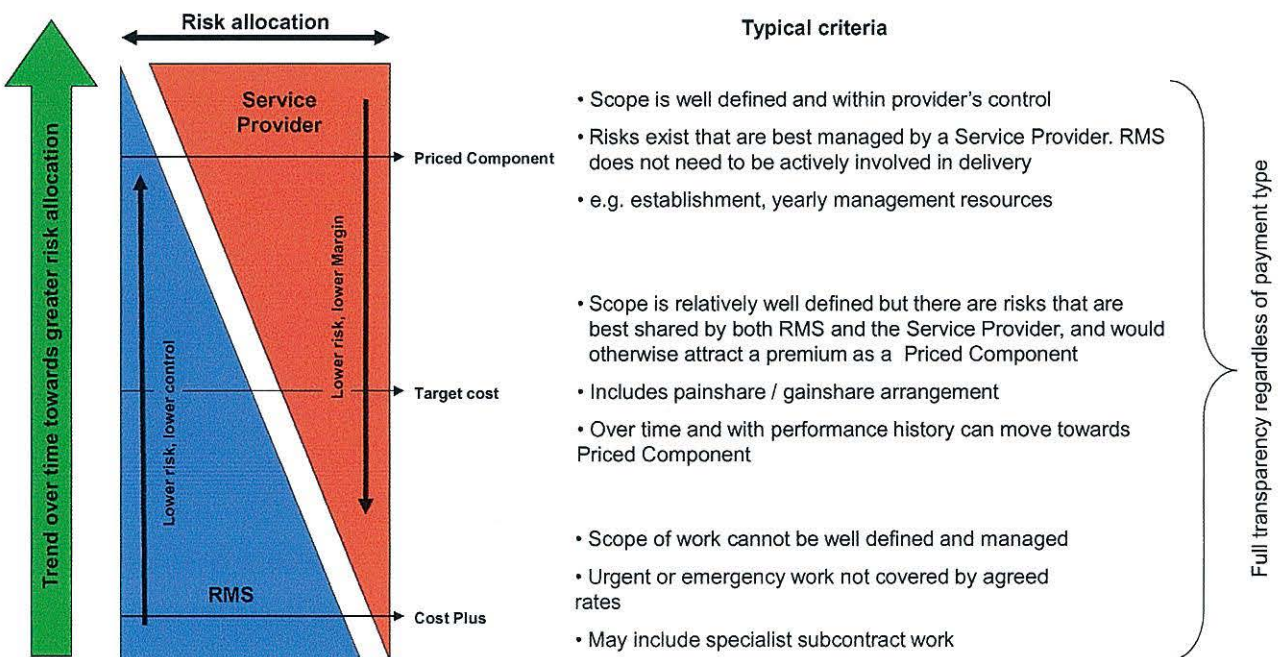 Risk allocation
Typical criteria
Trend over time towards greater risk allocation
Service
Provider
Priced Component
Lower risk, lower control
Lower risk, lower Margin
Target cost
RMS
Cost Plus
• Scope is well defined and within provider's control
• Risks exist that are best managed by a Service Provider. RMS
does not need to be actively involved in delivery
• e.g. establishment, yearly management resources
• Scope is relatively well defined but there are risks that are
best shared by both RMS and the Service Provider, and would
otherwise attract a premium as a Priced Component
• Includes painshare / gainshare arrangement
• Over time and with performance history can move towards
Priced Component
• Scope of work cannot be well defined and managed
• Urgent or emergency work not covered by agreed
rates
• May include specialist subcontract work
Full transparency regardless of payment type